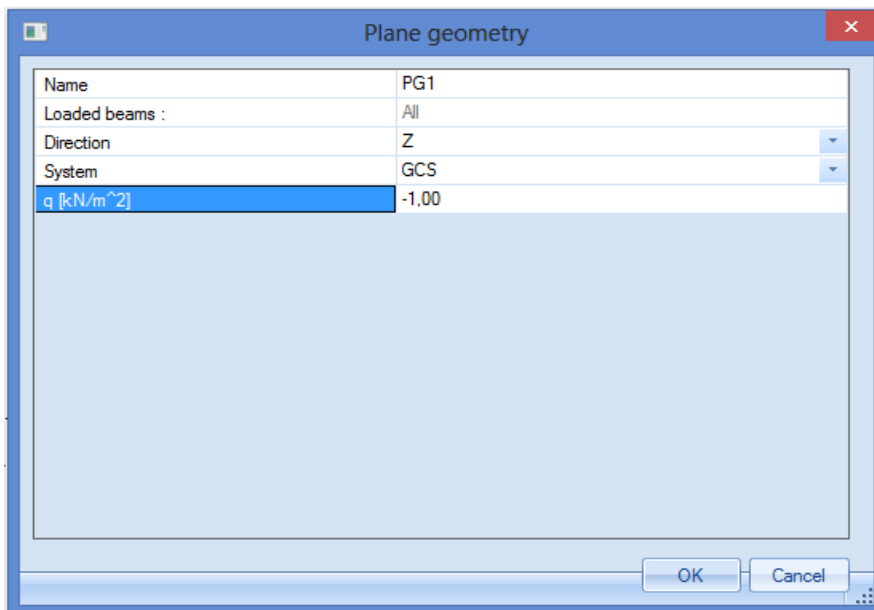 Plane geometry
Name PG1
Loaded beams : All
Direction Z
System GCS
q [kN/m^2] -1,00
OK Cancel